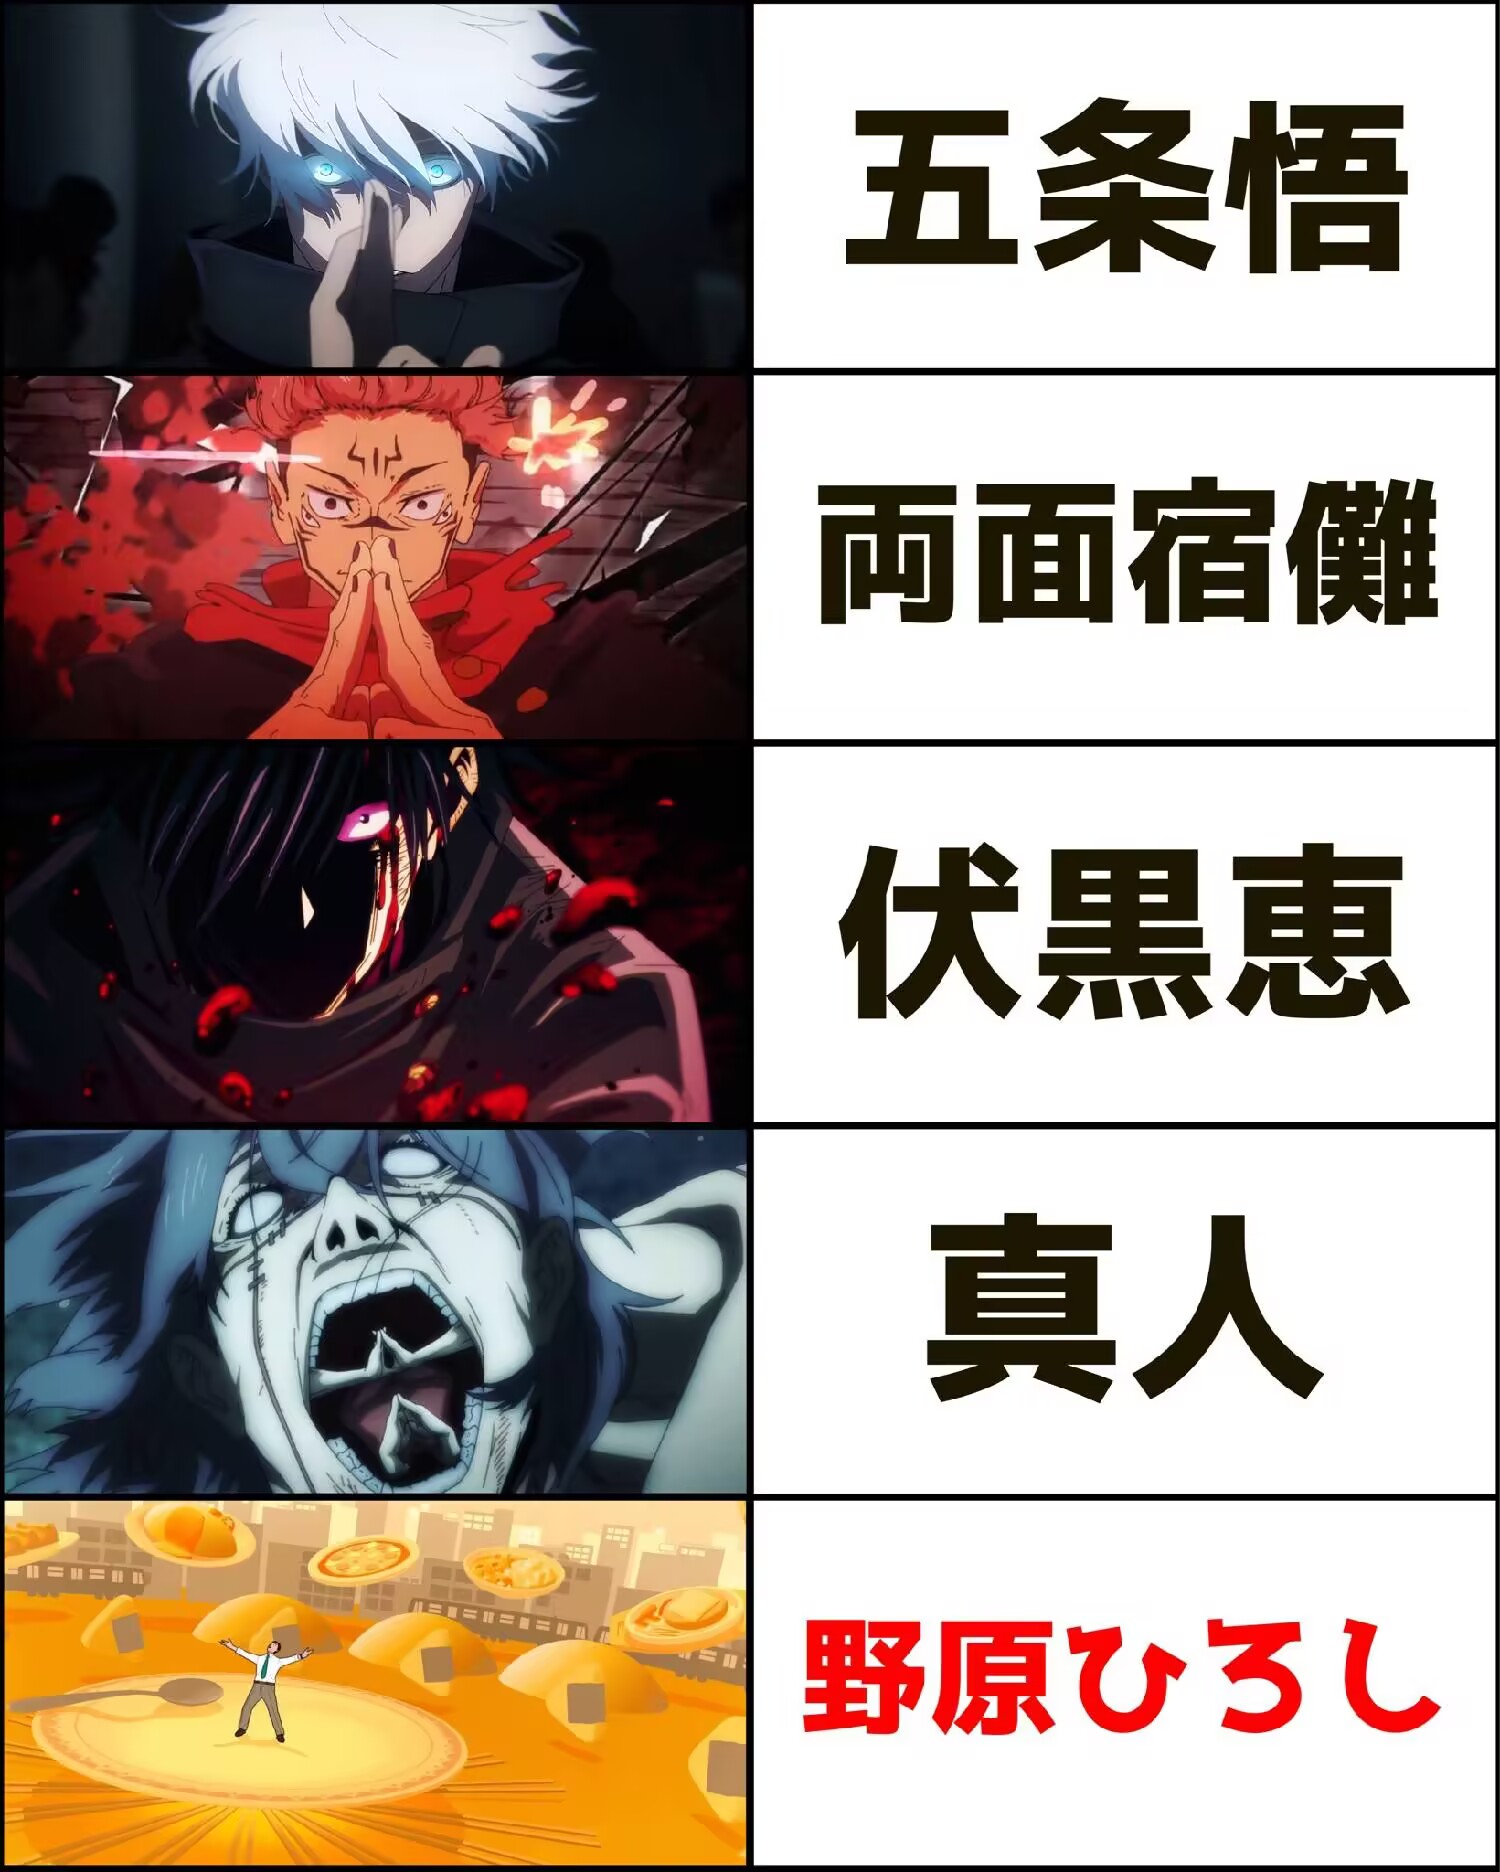 五条悟
両面宿儺
伏黒恵
真人
野原ひろし